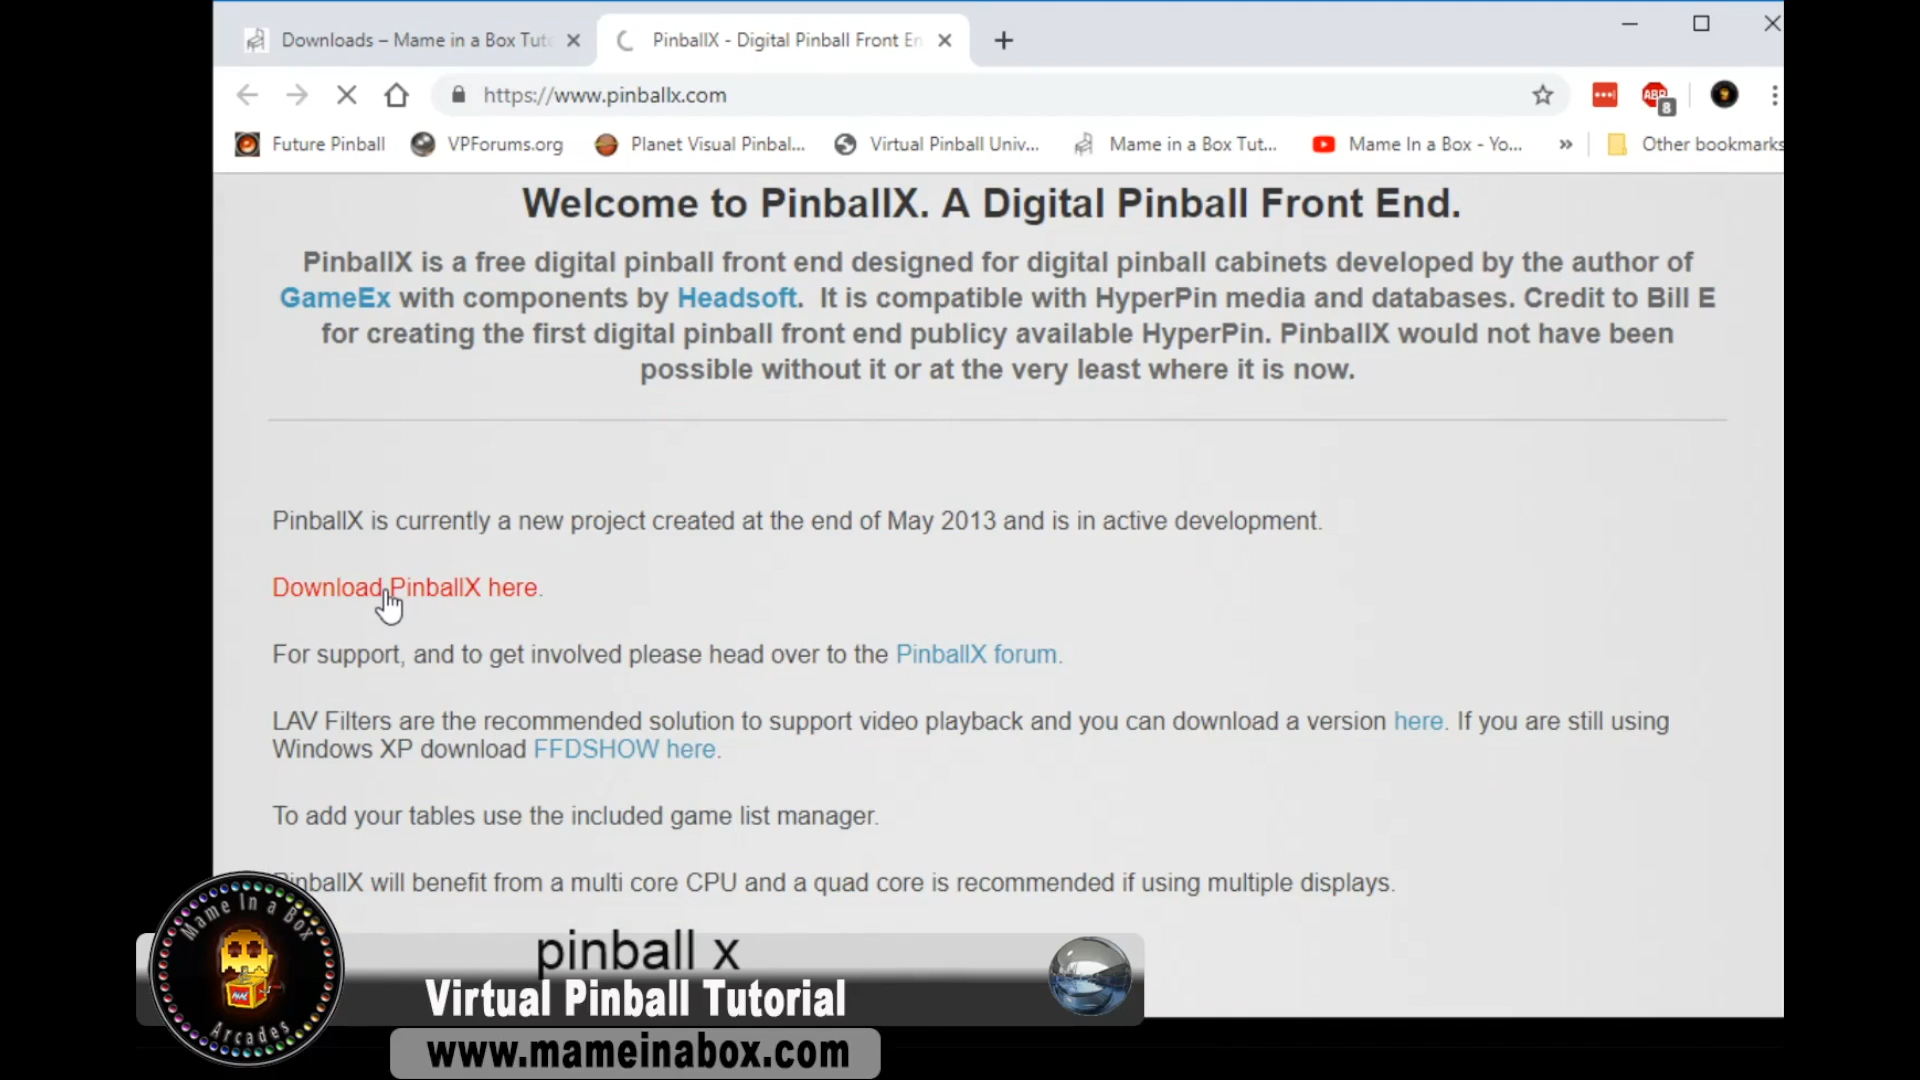 Downloads – Mame in a Box Tuto
PinballX - Digital Pinball Front En
https://www.pinballx.com
ABP
8
Future Pinball
VPForums.org
Planet Visual Pinbal...
Virtual Pinball Univ...
Mame in a Box Tut...
Mame In a Box - Yo...
»
Other bookmarks
Welcome to PinballX. A Digital Pinball Front End.
PinballX is a free digital pinball front end designed for digital pinball cabinets developed by the author of
GameEx with components by Headsoft. It is compatible with HyperPin media and databases. Credit to Bill E
for creating the first digital pinball front end publicy available HyperPin. PinballX would not have been
possible without it or at the very least where it is now.
PinballX is currently a new project created at the end of May 2013 and is in active development.
Download PinballX here.
For support, and to get involved please head over to the PinballX forum.
LAV Filters are the recommended solution to support video playback and you can download a version here. If you are still using
Windows XP download FFDSHOW here.
To add your tables use the included game list manager.
PinballX will benefit from a multi core CPU and a quad core is recommended if using multiple displays.
Mame In a Box
Arcades
pinball x
Virtual Pinball Tutorial
www.mameinabox.com